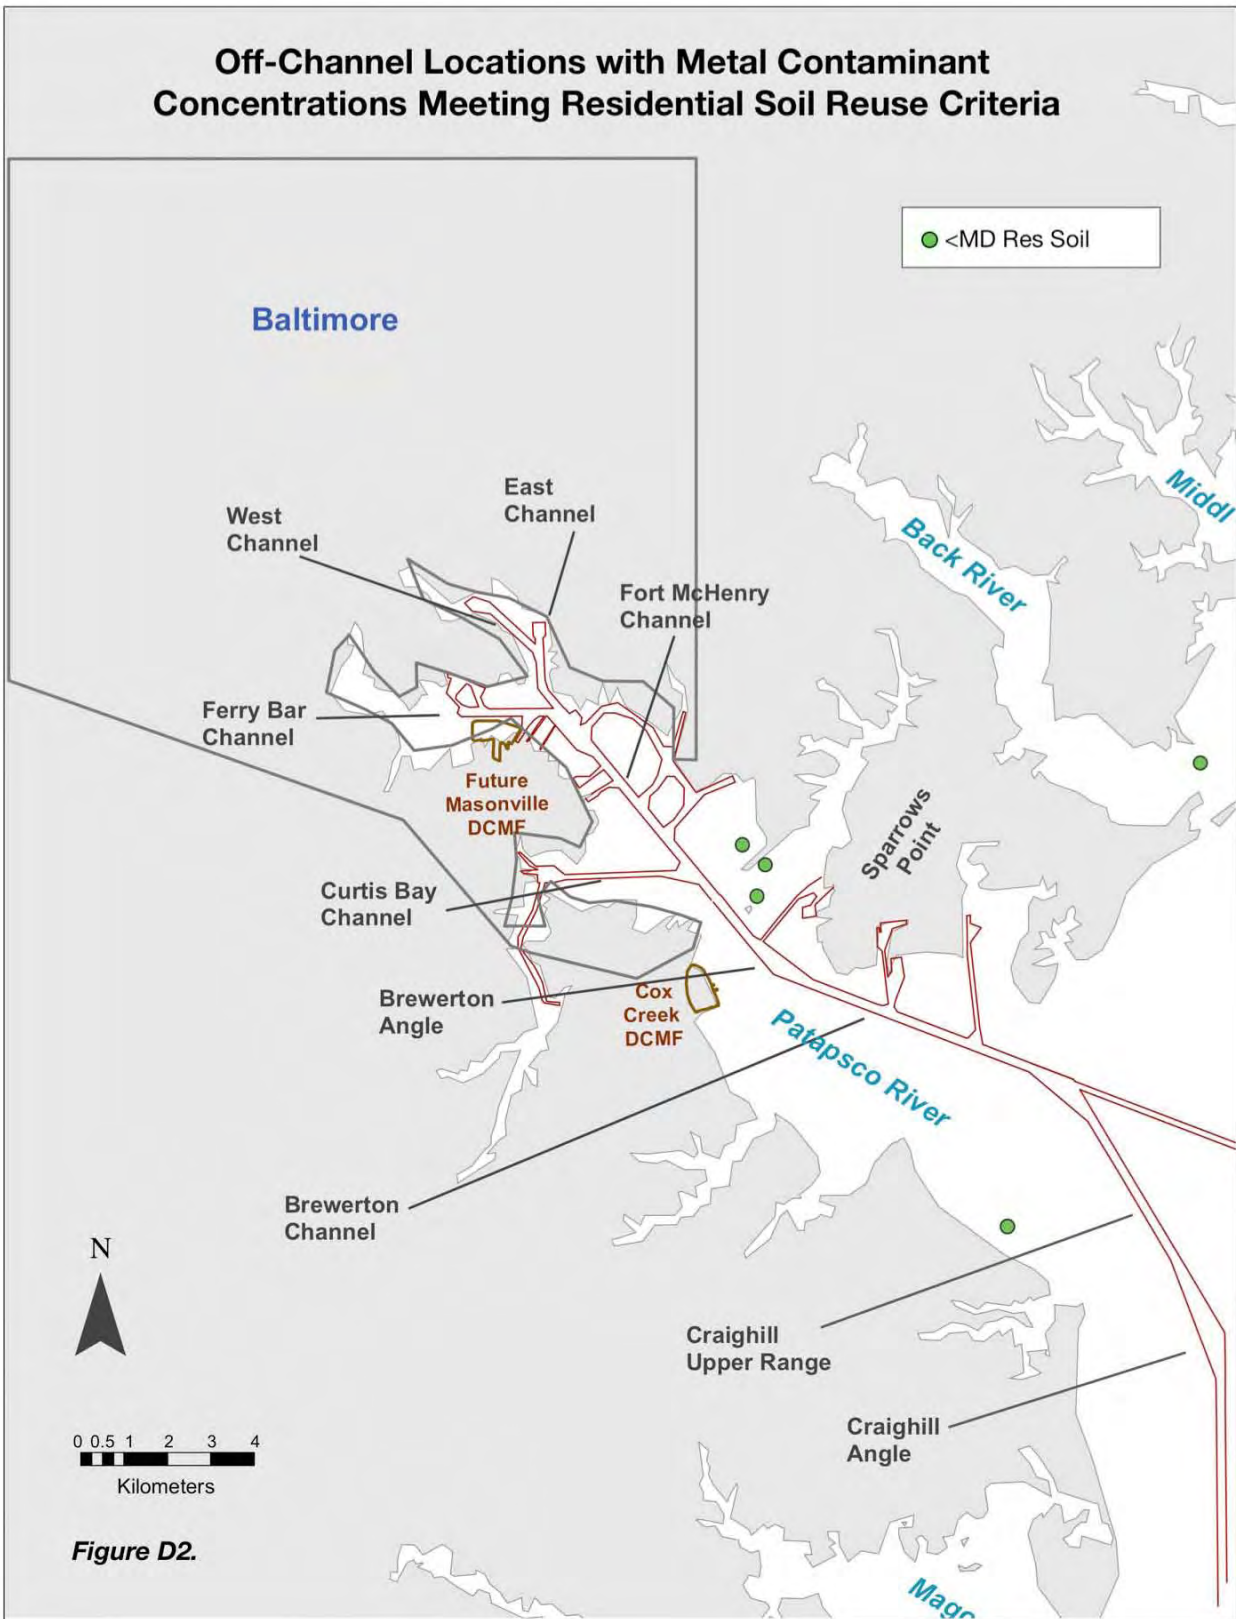 Off-Channel Locations with Metal Contaminant
Concentrations Meeting Residential Soil Reuse Criteria
<MD Res Soil
Baltimore
Middl
Back River
East
Channel
West
Channel
Fort McHenry
Channel
Ferry Bar
Channel
Future
Masonville
DCMF
Sparrows
Point
Curtis Bay
Channel
Brewerton
Angle
Cox
Creek
DCMF
Patapsco River
Brewerton
Channel
N
Craighill
Upper Range
Craighill
Angle
0 0.5 1 2 3 4
Kilometers
Figure D2.
Mago